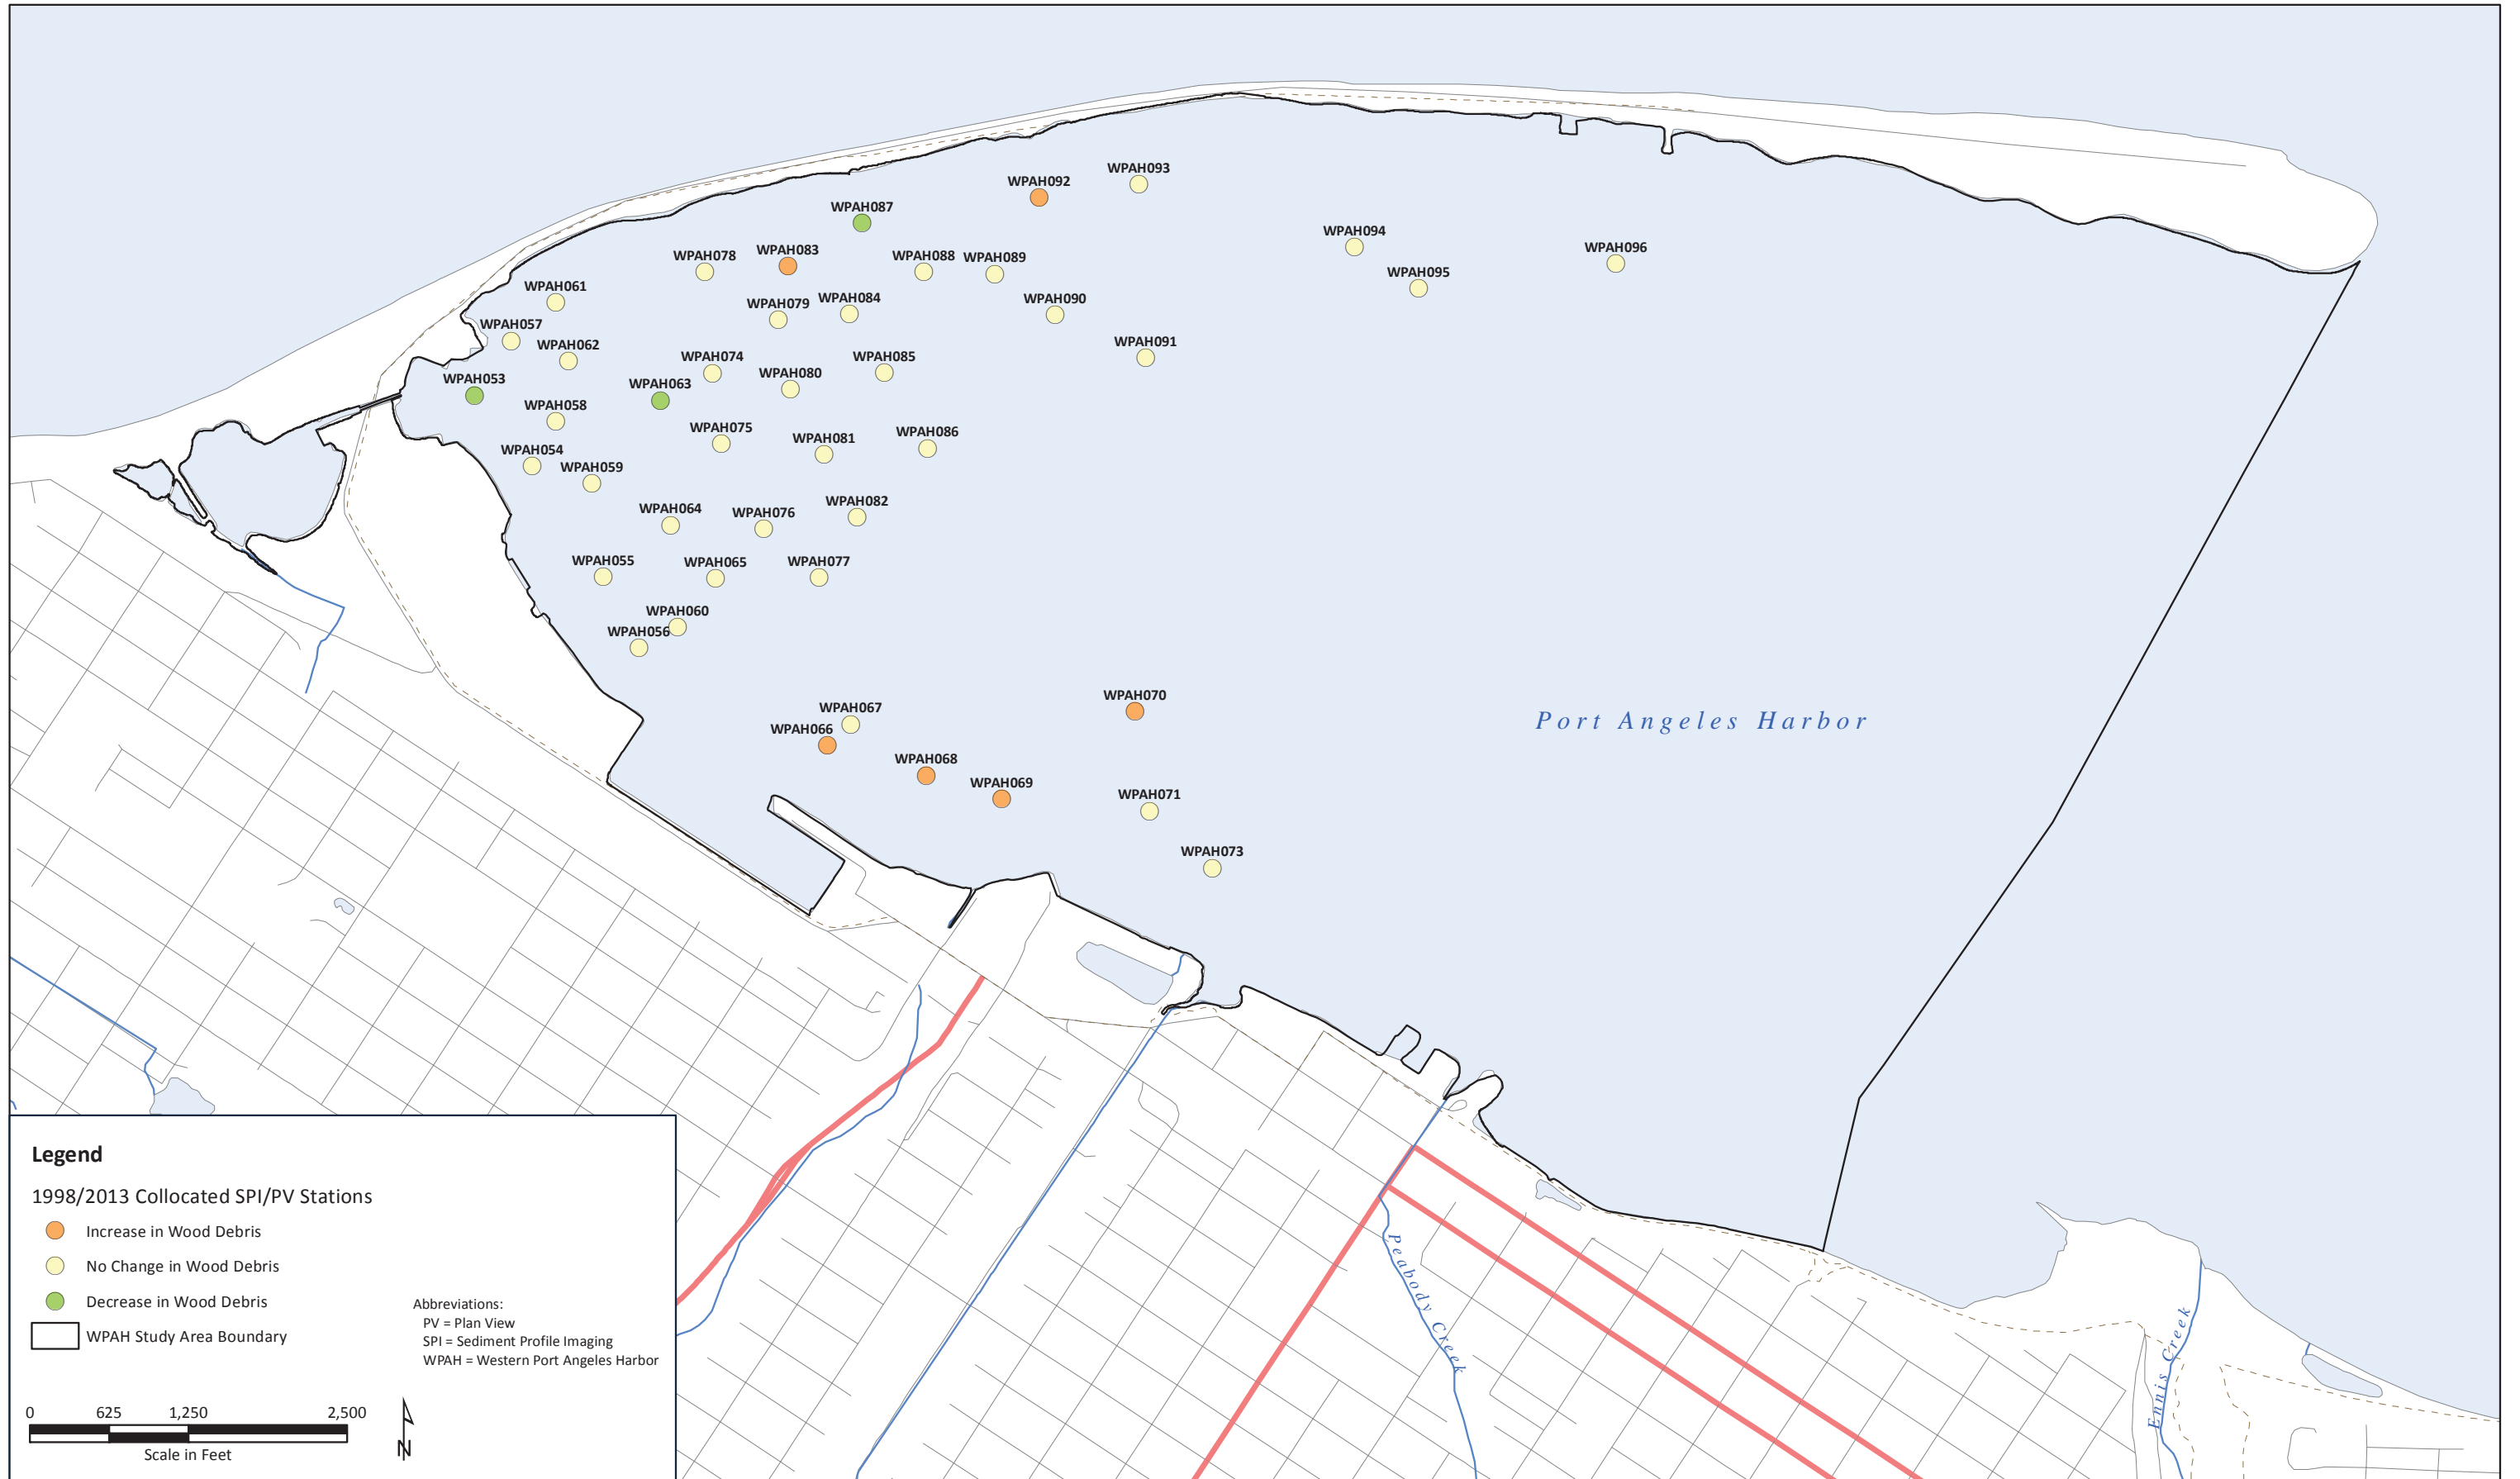 WPAH093
WPAH092
WPAH087
WPAH094
WPAH083
WPAH096
WPAH078
WPAH088
WPAH089
WPAH095
WPAH061
WPAH079
WPAH084
WPAH090
WPAH057
WPAH062
WPAH091
WPAH074
WPAH085
WPAH080
WPAH053
WPAH063
WPAH058
WPAH075
WPAH086
WPAH081
WPAH054
WPAH059
WPAH082
WPAH064
WPAH076
WPAH055
WPAH065
WPAH077
WPAH060
WPAH056
WPAH070
WPAH067
Port Angeles Harbor
WPAH066
WPAH068
WPAH069
WPAH071
WPAH073
Peabody Creek
Ennis Creek
Legend
1998/2013 Collocated SPI/PV Stations
Increase in Wood Debris
No Change in Wood Debris
Decrease in Wood Debris
WPAH Study Area Boundary
Abbreviations:
PV = Plan View
SPI = Sediment Profile Imaging
WPAH = Western Port Angeles Harbor
0 625 1,250 2,500
Scale in Feet
N